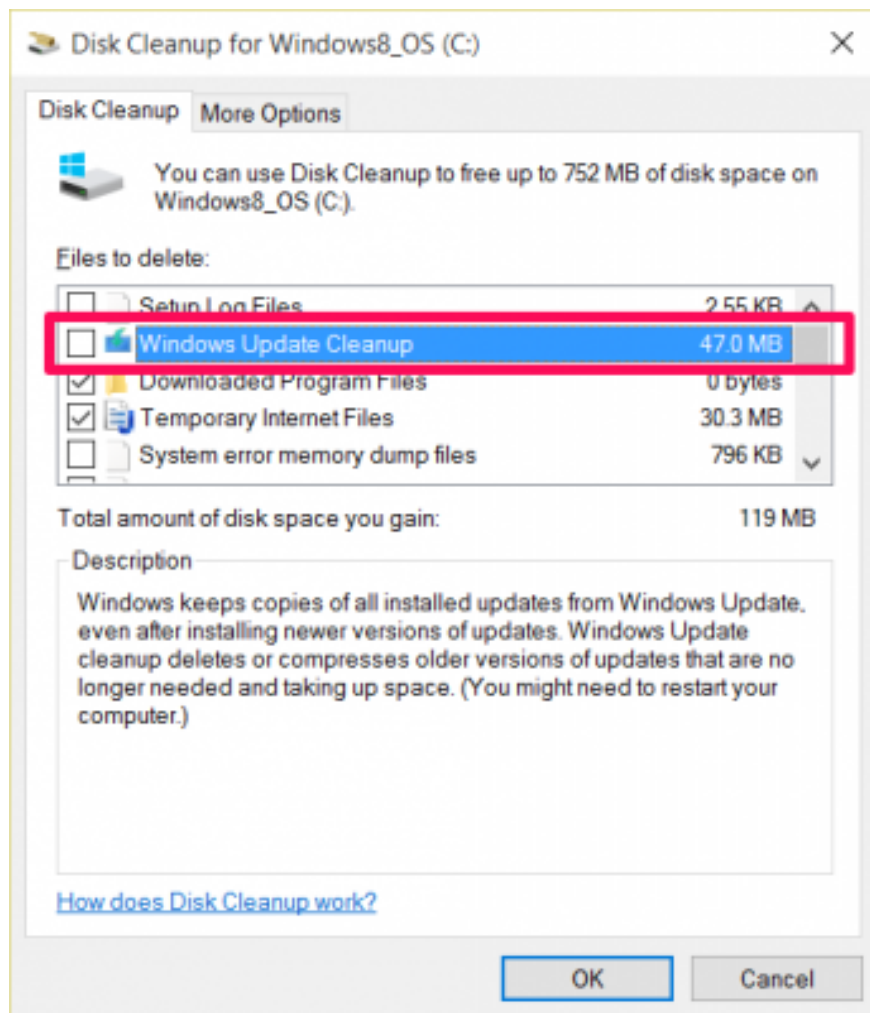 Disk Cleanup for Windows8_OS (C:)
Disk Cleanup More Options
You can use Disk Cleanup to free up to 752 MB of disk space on
Windows8_OS (C:).
Files to delete:
Setup Log Files 2.55 KB
Windows Update Cleanup 47.0 MB
Downloaded Program Files 0 bytes
Temporary Internet Files 30.3 MB
System error memory dump files 796 KB
Total amount of disk space you gain: 119 MB
Description
Windows keeps copies of all installed updates from Windows Update,
even after installing newer versions of updates. Windows Update
cleanup deletes or compresses older versions of updates that are no
longer needed and taking up space. (You might need to restart your
computer.)
How does Disk Cleanup work?
OK Cancel